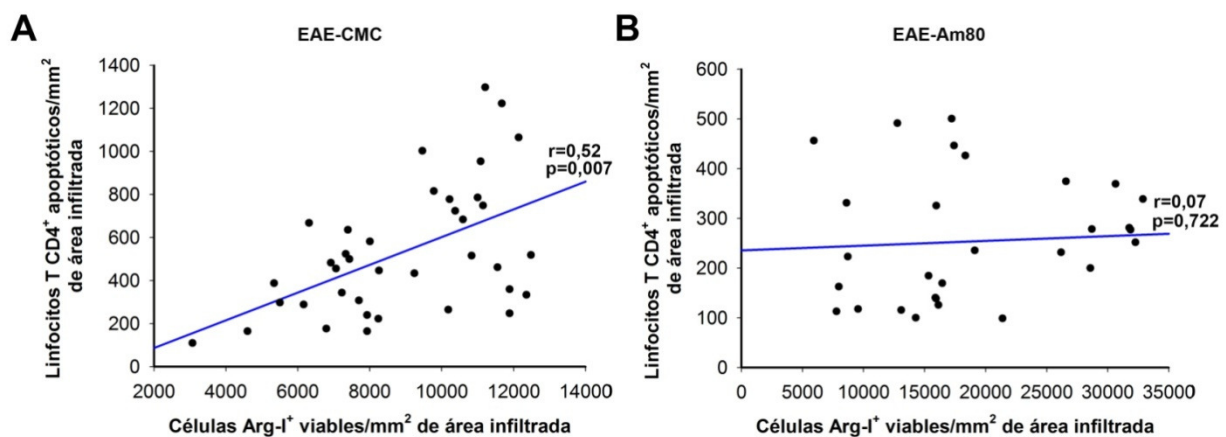 A
EAE-CMC
Linfocitos T CD4⁺ apoptóticos/mm²
de área infiltrada
1400
1200
1000
800
600
400
200
0
r=0,52
p=0,007
2000
4000
6000
8000
10000
12000
14000
Células Arg-I⁺ viables/mm² de área infiltrada
B
EAE-Am80
Linfocitos T CD4⁺ apoptóticos/mm²
de área infiltrada
600
500
400
300
200
100
0
r=0,07
p=0,722
0
5000
10000
15000
20000
25000
30000
35000
Células Arg-I⁺ viables/mm² de área infiltrada